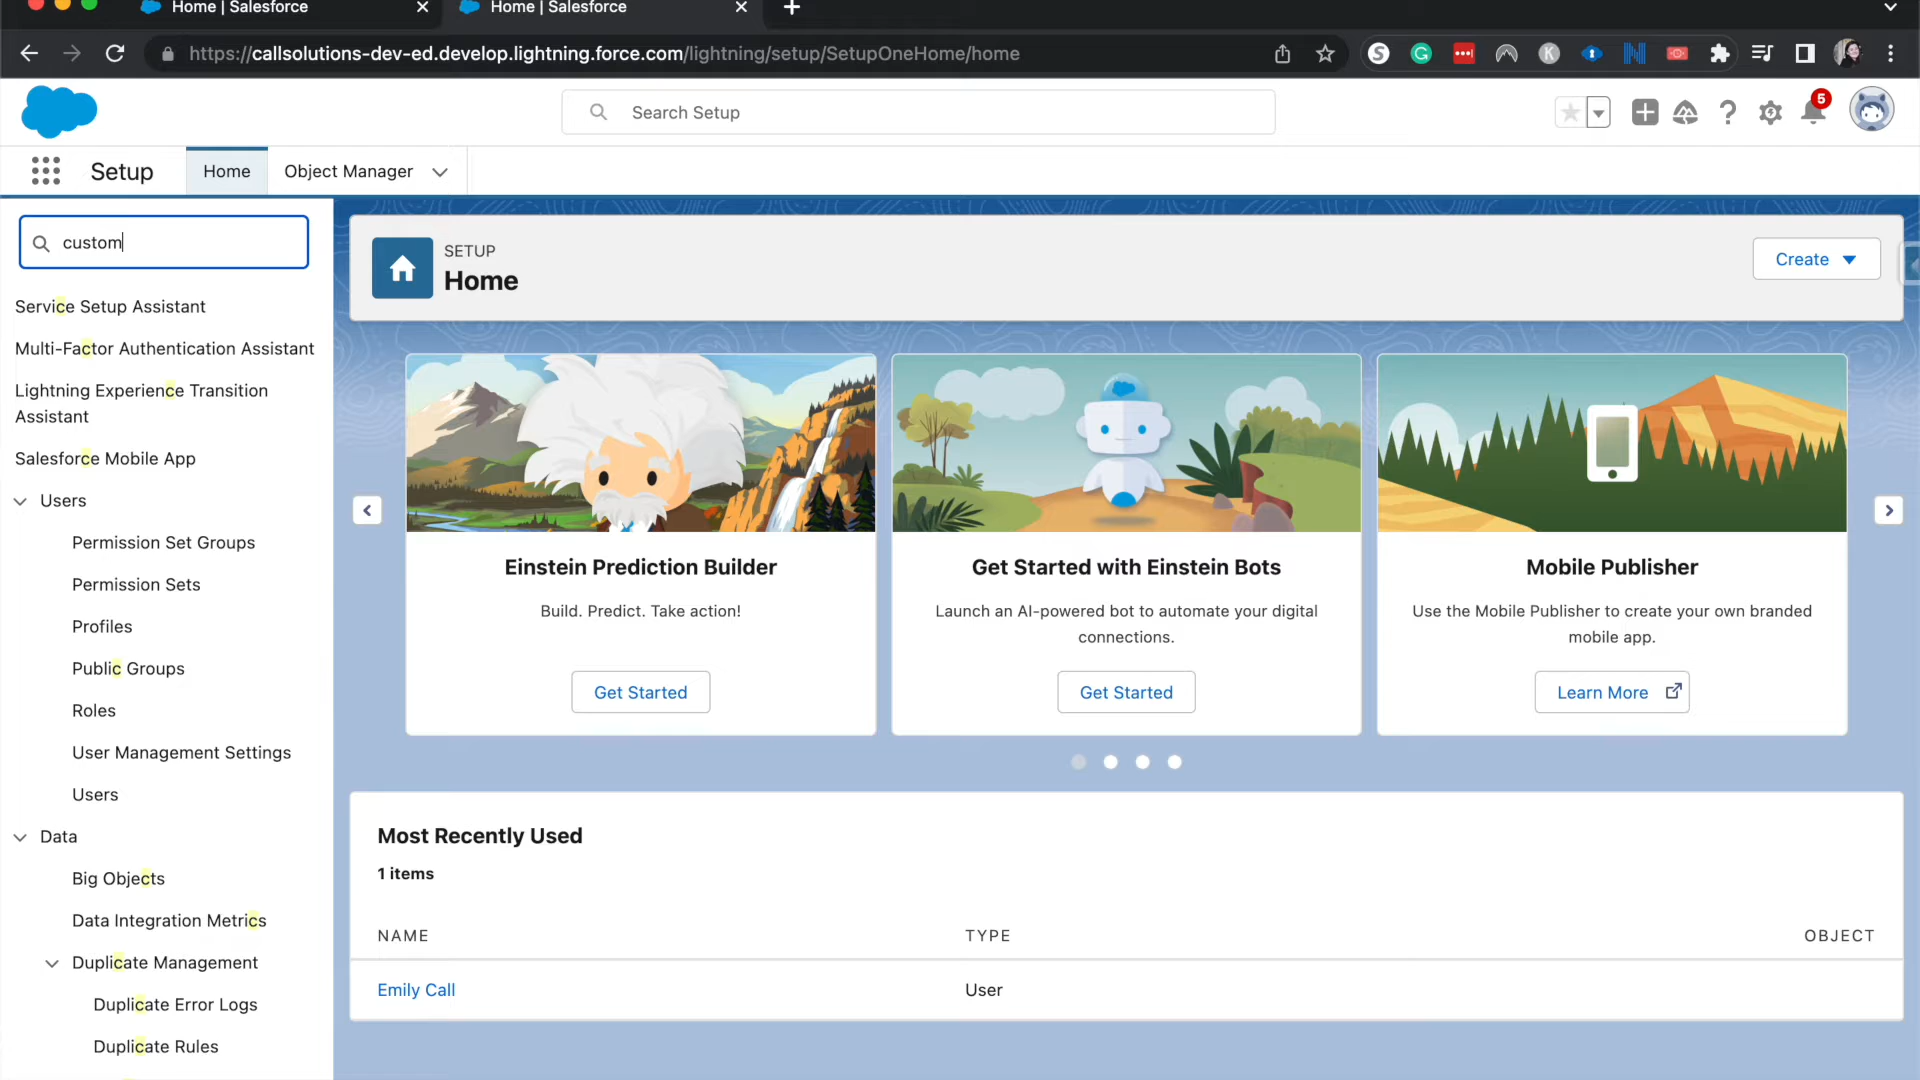 Home | Salesforce
Home | Salesforce
https://callsolutions-dev-ed.develop.lightning.force.com/lightning/setup/SetupOneHome/home
Search Setup
5
Setup
Home
Object Manager
custom
Service Setup Assistant
Multi-Factor Authentication Assistant
Lightning Experience Transition
Assistant
Salesforce Mobile App
Users
Permission Set Groups
Permission Sets
Profiles
Public Groups
Roles
User Management Settings
Users
Data
Big Objects
Data Integration Metrics
Duplicate Management
Duplicate Error Logs
Duplicate Rules
SETUP
Home
Create
Einstein Prediction Builder
Build. Predict. Take action!
Get Started
Get Started with Einstein Bots
Launch an AI-powered bot to automate your digital
connections.
Get Started
Mobile Publisher
Use the Mobile Publisher to create your own branded
mobile app.
Learn More
Most Recently Used
1 items
NAME TYPE OBJECT
Emily Call User